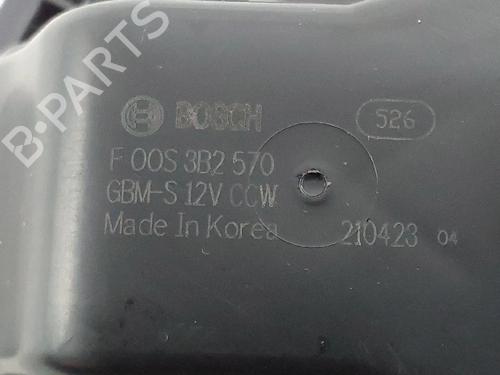 BOSCH
526
F 00S 3B2 570
GBM-S 12V CCW
Made In Korea
210423 04
B-PARTS